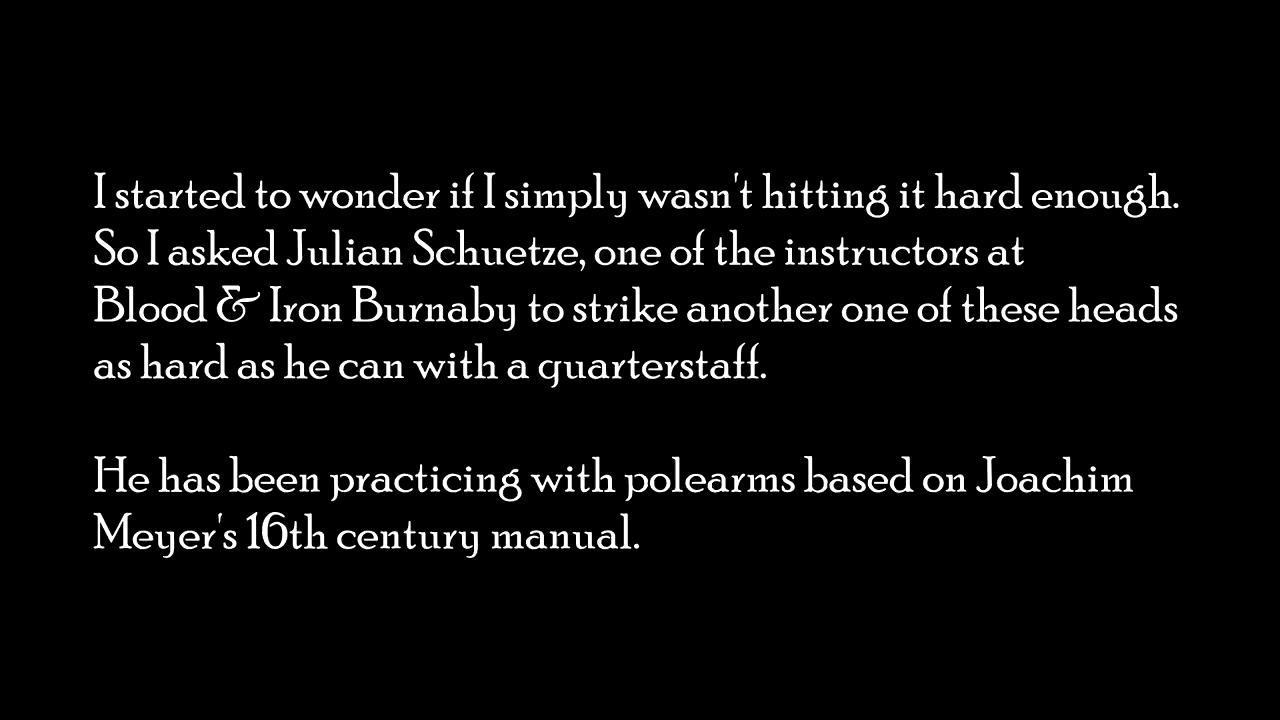 I started to wonder if I simply wasn't hitting it hard enough.
So I asked Julian Schuetze, one of the instructors at
Blood & Iron Burnaby to strike another one of these heads
as hard as he can with a quarterstaff.
He has been practicing with polearms based on Joachim
Meyer's 16th century manual.